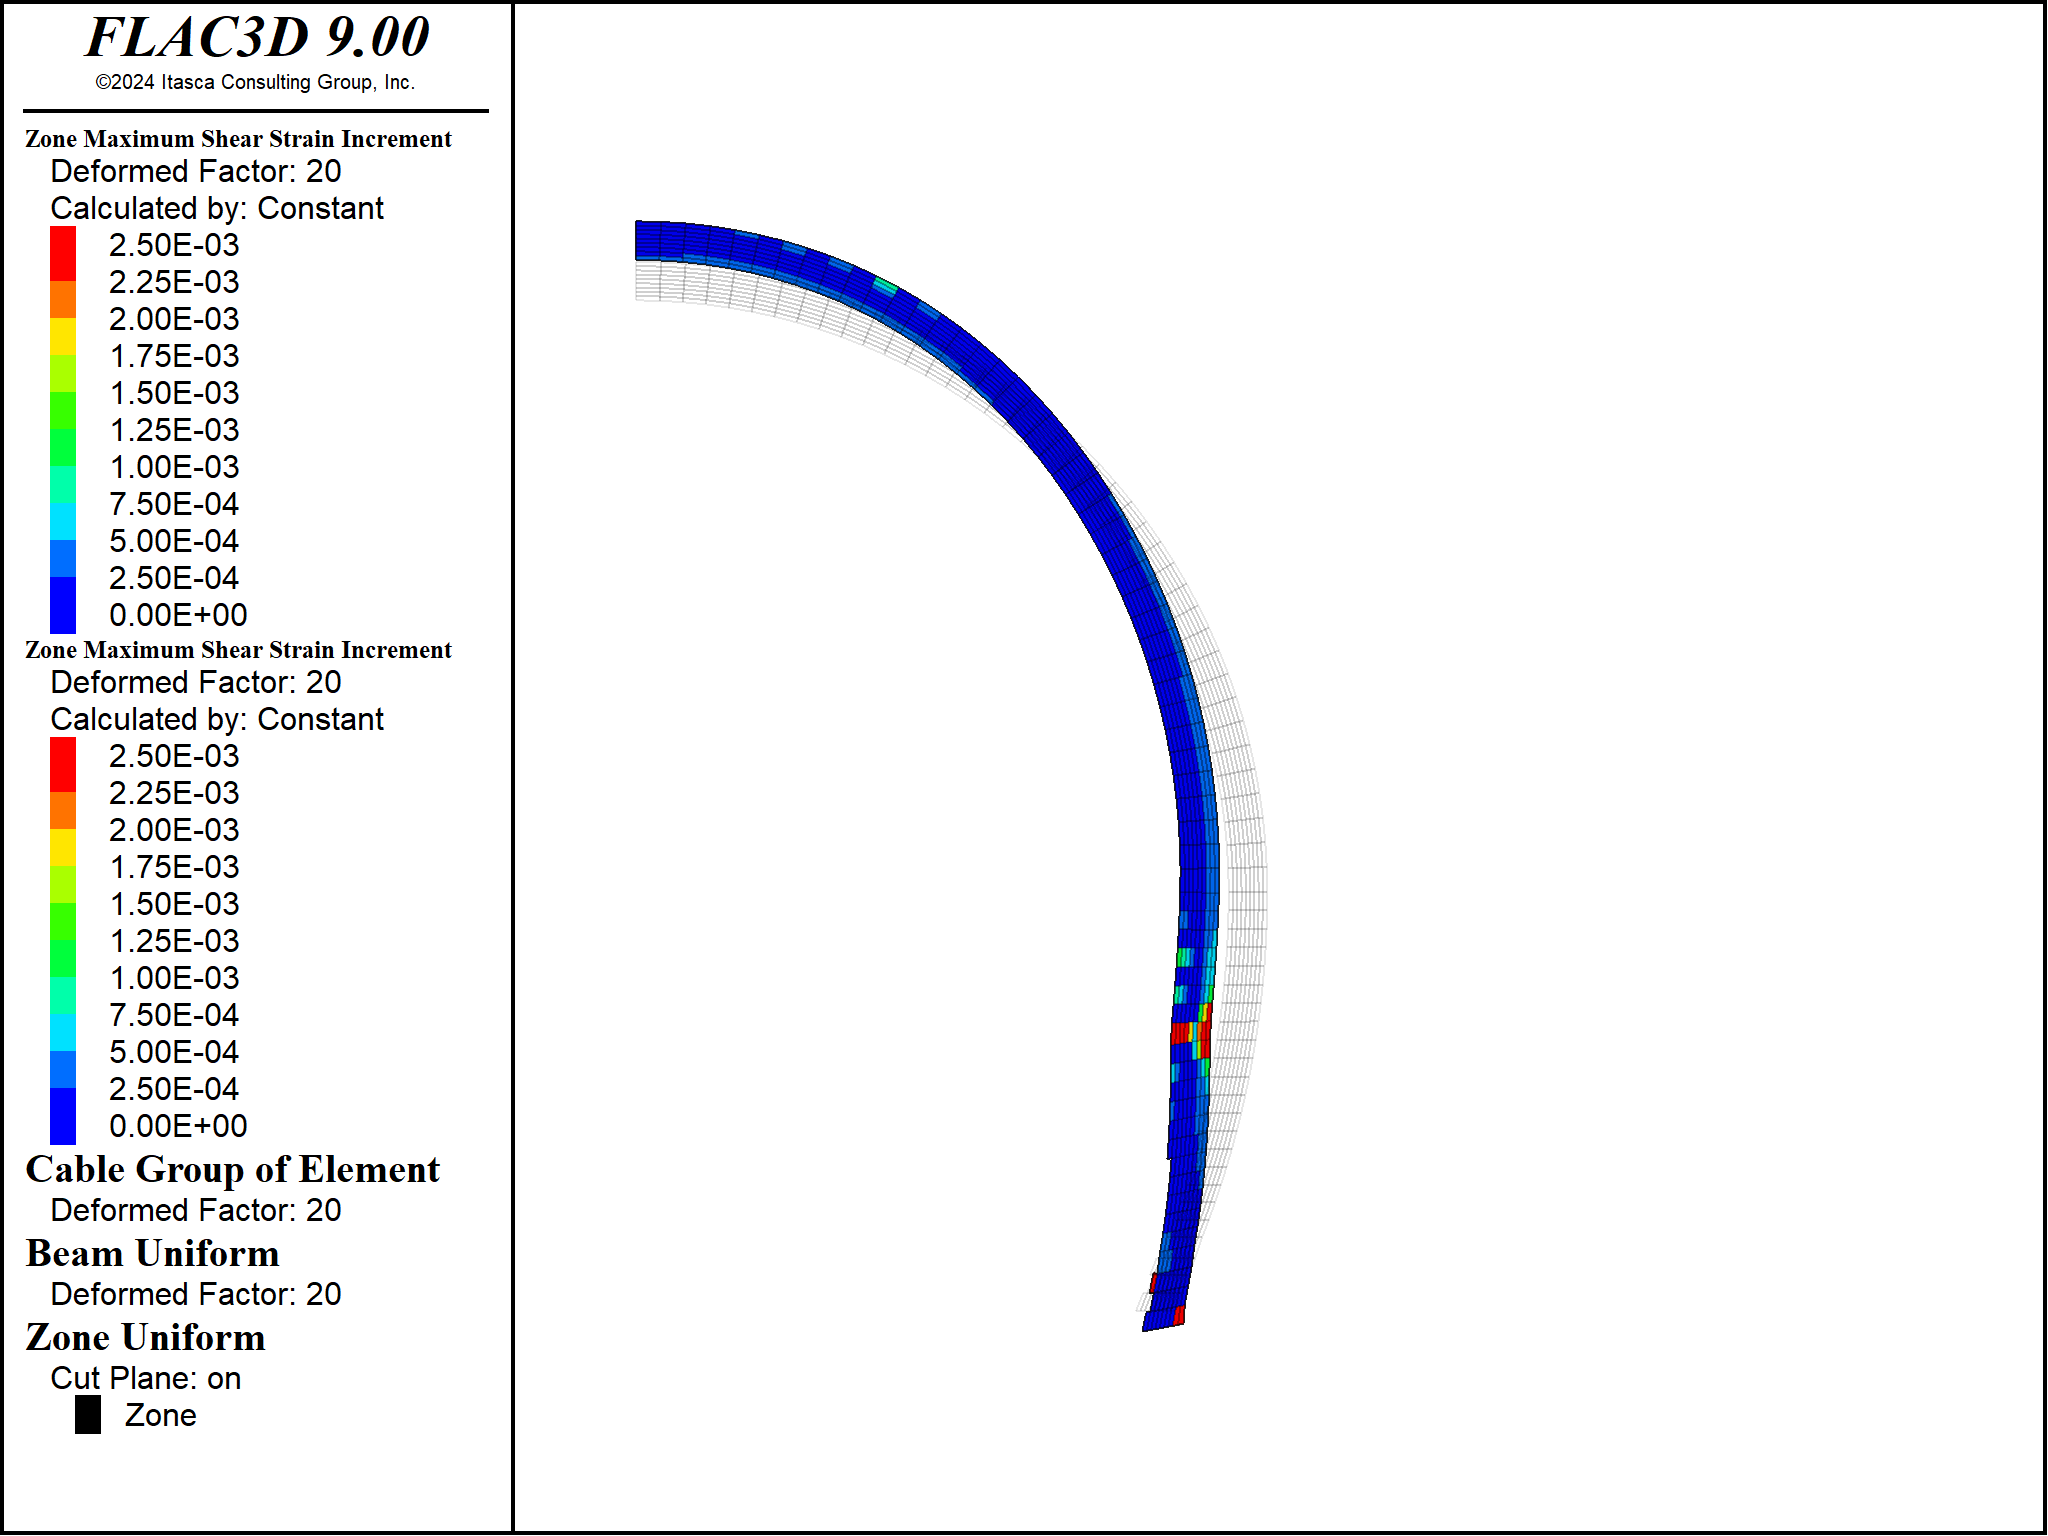 FLAC3D 9.00
©2024 Itasca Consulting Group, Inc.
Zone Maximum Shear Strain Increment
Deformed Factor: 20
Calculated by: Constant
2.50E-03
2.25E-03
2.00E-03
1.75E-03
1.50E-03
1.25E-03
1.00E-03
7.50E-04
5.00E-04
2.50E-04
0.00E+00
Zone Maximum Shear Strain Increment
Deformed Factor: 20
Calculated by: Constant
2.50E-03
2.25E-03
2.00E-03
1.75E-03
1.50E-03
1.25E-03
1.00E-03
7.50E-04
5.00E-04
2.50E-04
0.00E+00
Cable Group of Element
Deformed Factor: 20
Beam Uniform
Deformed Factor: 20
Zone Uniform
Cut Plane: on
Zone